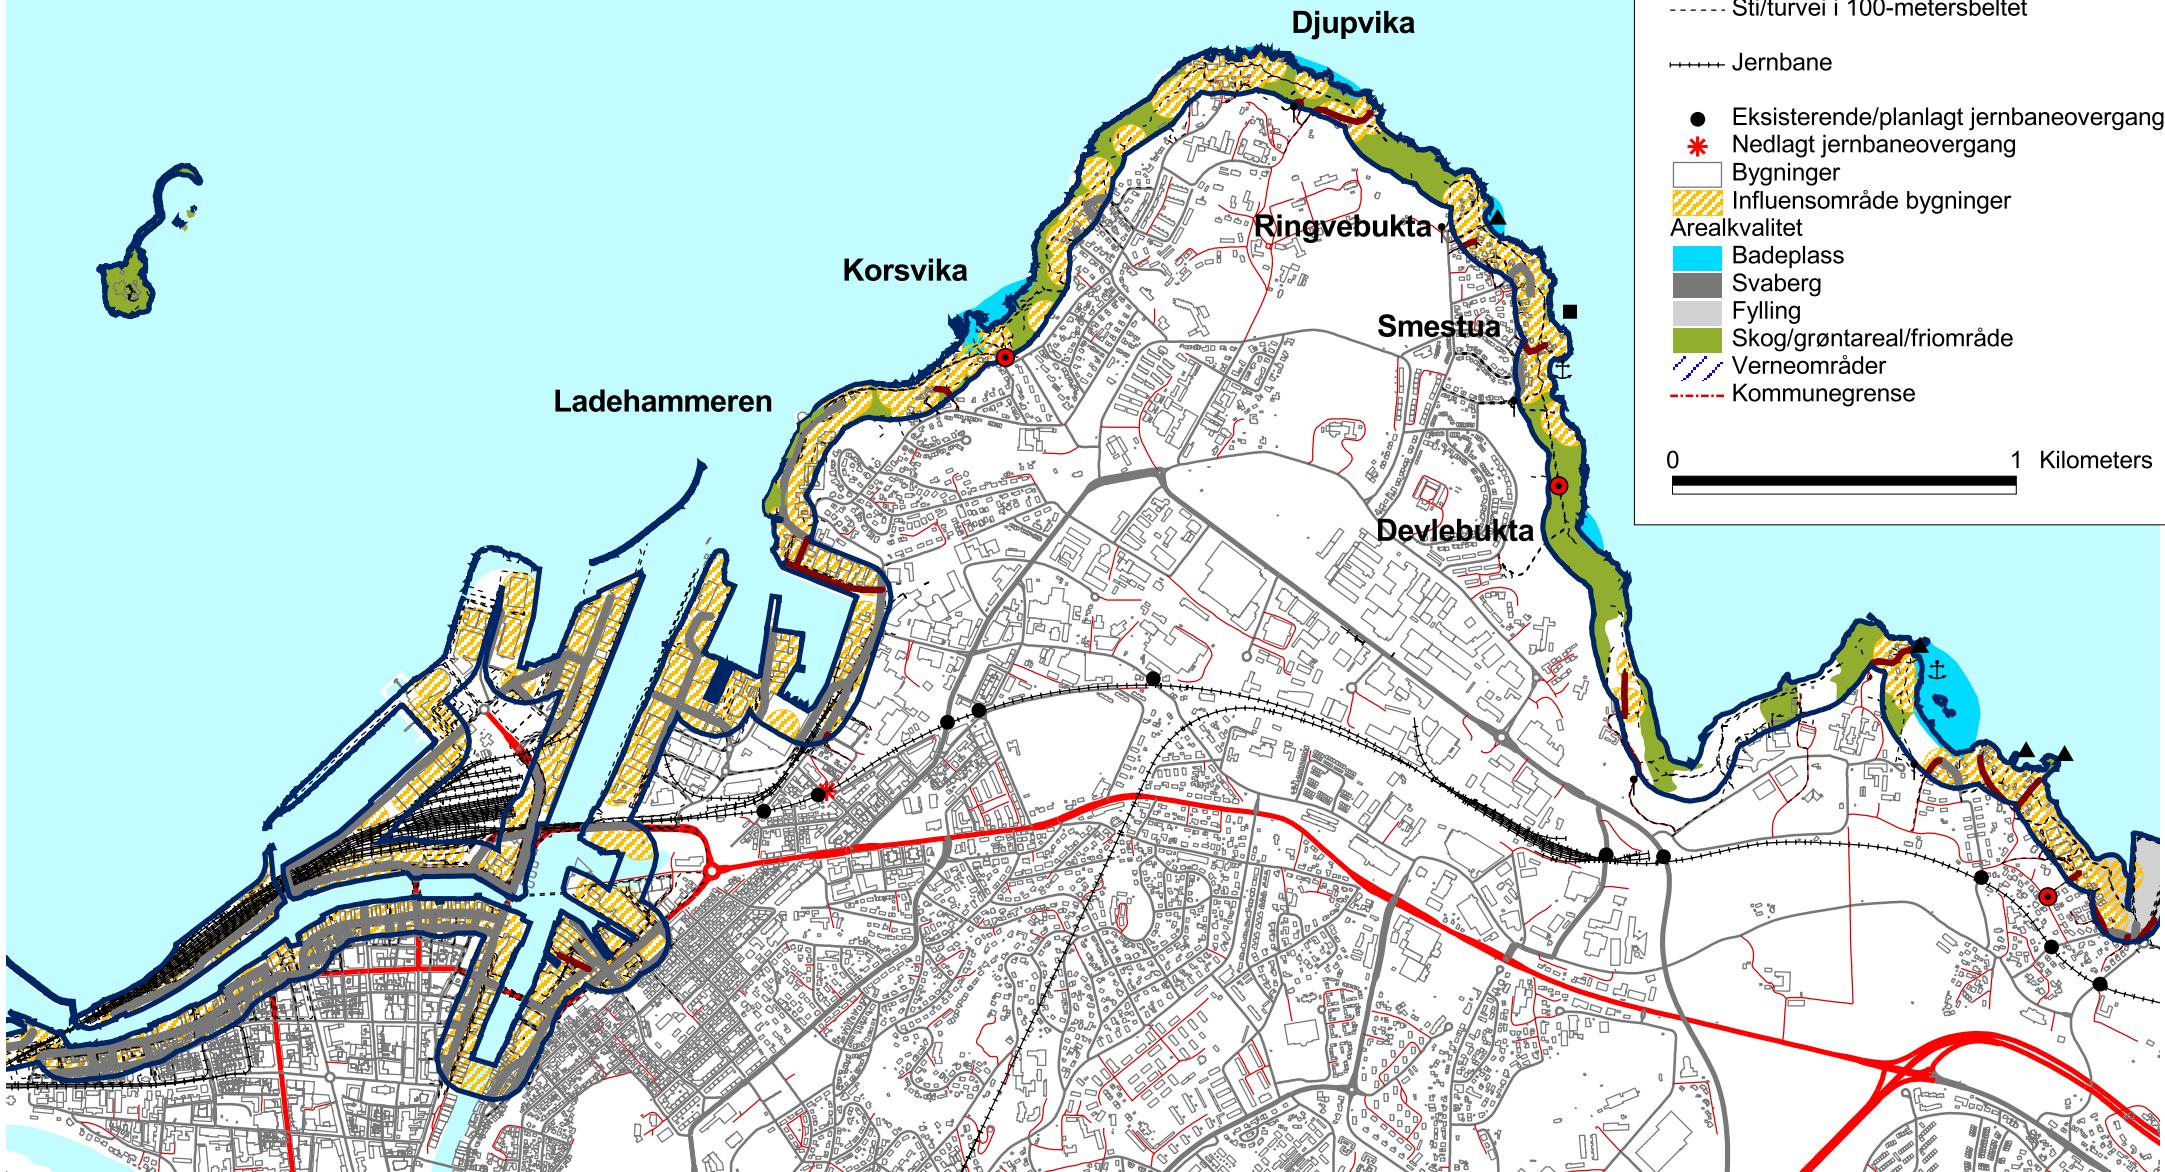 Djupvika
Ringvebukta
Korsvika
Smestua
Ladehammeren
Devlebukta
Sti/turvei i 100-metersbeltet
Jernbane
Eksisterende/planlagt jernbaneovergang
Nedlagt jernbaneovergang
Bygninger
Influensområde bygninger
Arealkvalitet
Badeplass
Svaberg
Fylling
Skog/grøntareal/friområde
Verneområder
Kommunegrense
0 1 Kilometers